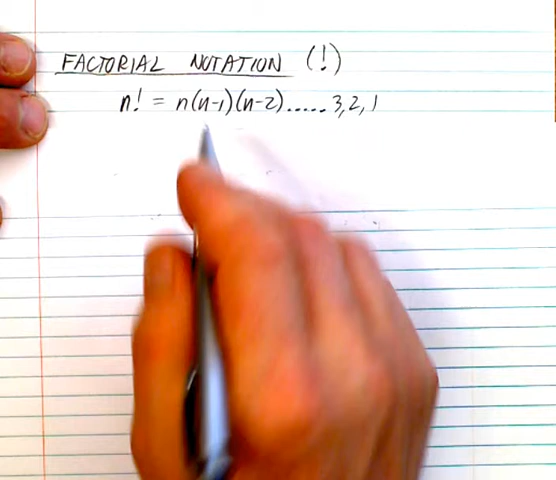 FACTORIAL NOTATION (!)
n! = n(n-1)(n-2)..... 3,2,1